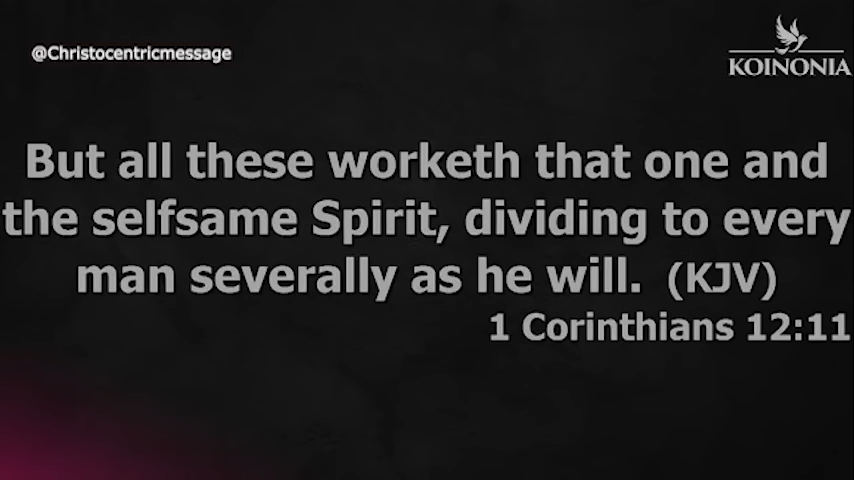 @Christocentricmessage
KOINONIA
But all these worketh that one and
the selfsame Spirit, dividing to every
man severally as he will. (KJV)
1 Corinthians 12:11